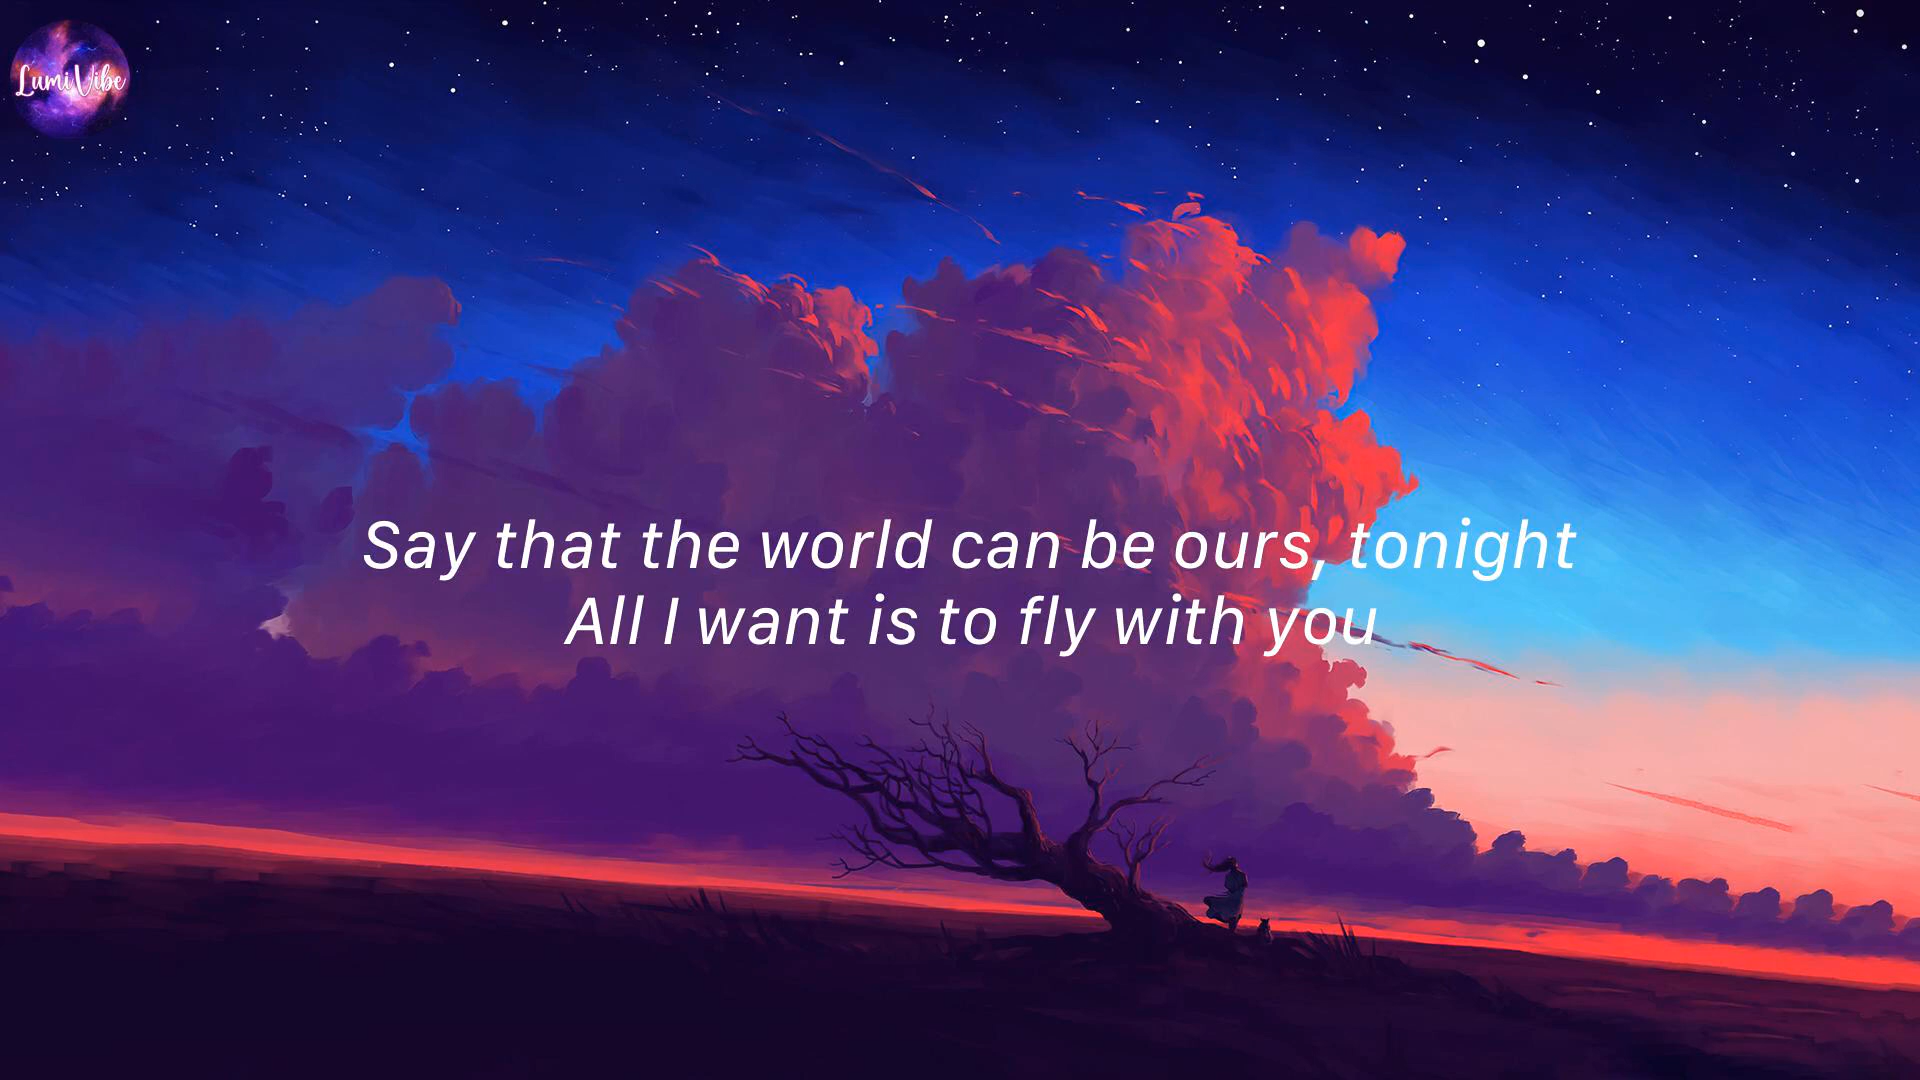 LumiVibe
Say that the world can be ours, tonight
All I want is to fly with you